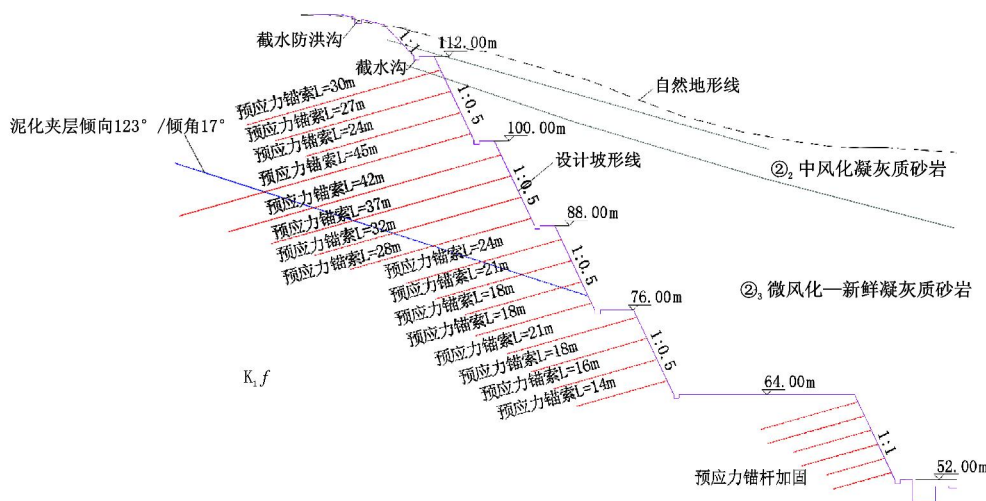 截水防洪沟
1:1
112.00m
截水沟
自然地形线
预应力锚索L=30m
1:0.5
预应力锚索L=27m
泥化夹层倾向123°/倾角17°
预应力锚索L=24m
100.00m
预应力锚索L=45m
设计坡形线
②₂ 中风化凝灰质砂岩
预应力锚索L=42m
1:0.5
预应力锚索L=37m
88.00m
预应力锚索L=32m
预应力锚索L=28m
预应力锚索L=24m
1:0.5
预应力锚索L=21m
②₃ 微风化—新鲜凝灰质砂岩
预应力锚索L=18m
76.00m
预应力锚索L=18m
预应力锚索L=21m
1:0.5
预应力锚索L=18m
K₁f
预应力锚索L=16m
64.00m
预应力锚索L=14m
1:1
预应力锚杆加固
52.00m